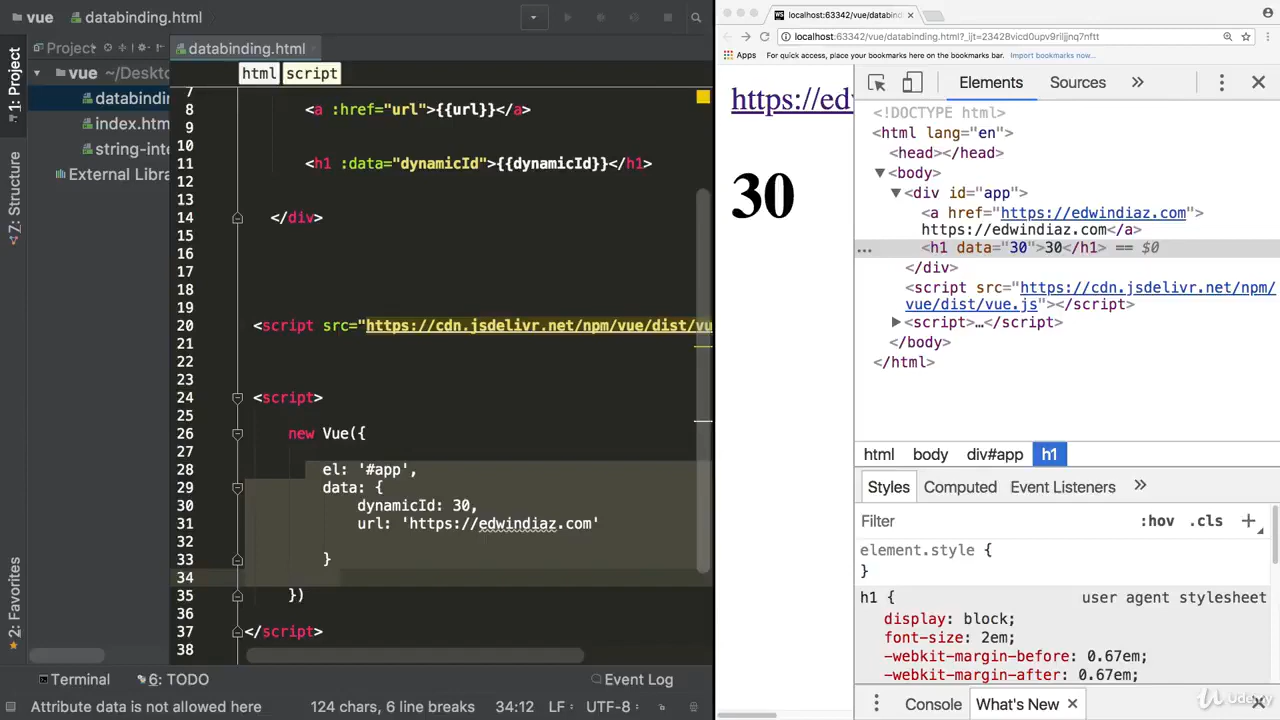 vue
databinding.html
Project
vue ~/Deskto
databindin
index.htm
string-inte
External Libra
1: Project
7: Structure
2: Favorites
databinding.html
html script
7
8 <a :href="url">{{url}}</a>
9
10
11 <h1 :data="dynamicId">{{dynamicId}}</h1>
12
13
14 </div>
15
16
17
18
19
20 <script src="https://cdn.jsdelivr.net/npm/vue/dist/vu
21
22
23
24 <script>
25
26 new Vue({
27
28 el: '#app',
29 data: {
30 dynamicId: 30,
31 url: 'https://edwindiaz.com'
32
33 }
34
35 })
36
37 </script>
38
Terminal 6: TODO Event Log
Attribute data is not allowed here 124 chars, 6 line breaks 34:12 LF÷ UTF-8÷
localhost:63342/vue/databindi
localhost:63342/vue/databinding.html?_ijt=23428vicd0upv9riljjnq7nftt
Apps For quick access, place your bookmarks here on the bookmarks bar. Import bookmarks now...
https://ed
30
Elements Sources »
<!DOCTYPE html>
<html lang="en">
<head></head>
<body>
<div id="app">
<a href="https://edwindiaz.com">
https://edwindiaz.com</a>
... <h1 data="30">30</h1> == $0
</div>
<script src="https://cdn.jsdelivr.net/npm/
vue/dist/vue.js"></script>
<script>…</script>
</body>
</html>
html body div#app h1
Styles Computed Event Listeners »
Filter :hov .cls +
element.style {
}
h1 { user agent stylesheet
display: block;
font-size: 2em;
-webkit-margin-before: 0.67em;
-webkit-margin-after: 0.67em;
Console What's New
Udemy